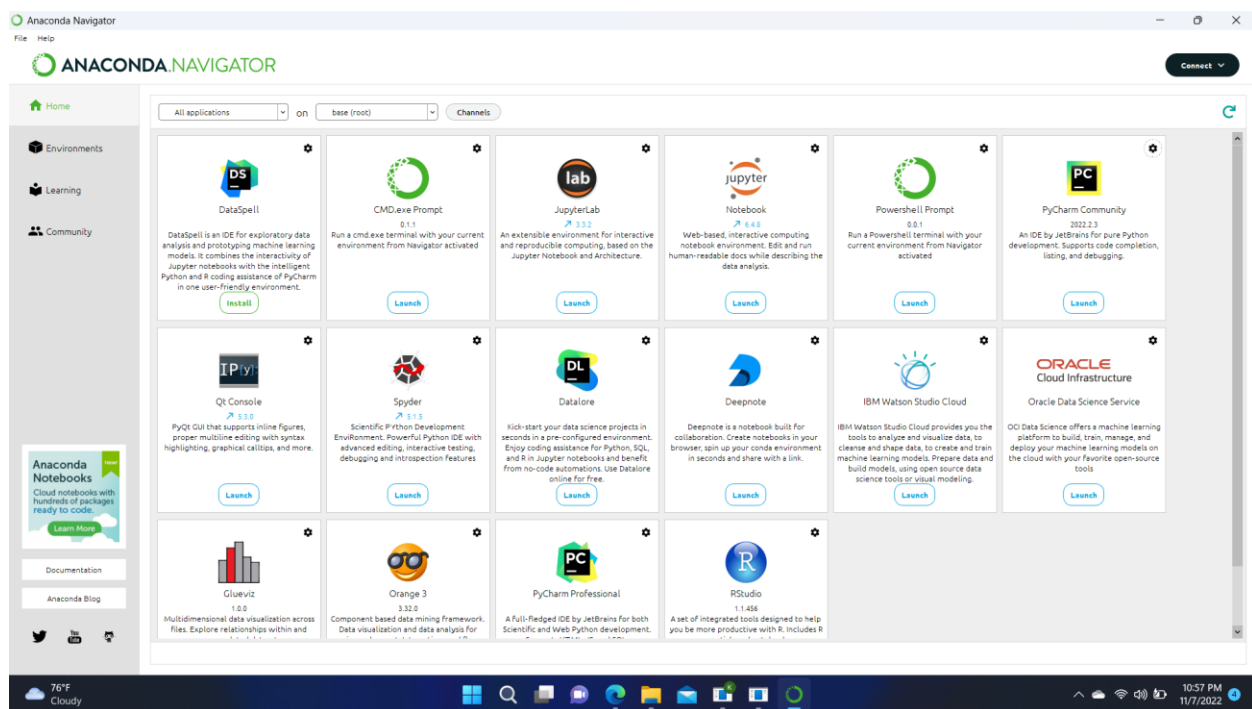 Anaconda Navigator
File Help
ANACONDA.NAVIGATOR
Connect
Home
Environments
Learning
Community
All applications on base (root) Channels
DS
DataSpell
DataSpell is an IDE for exploratory data
analysis and prototyping machine learning
models. It combines the interactivity of
Jupyter notebooks with the intelligent
Python and R coding assistance of PyCharm
in one user-friendly environment.
Install
CMD.exe Prompt
0.1.1
Run a cmd.exe terminal with your current
environment from Navigator activated
Launch
lab
JupyterLab
3.3.2
An extensible environment for interactive
and reproducible computing, based on the
Jupyter Notebook and Architecture.
Launch
jupyter
Notebook
6.4.8
Web-based, interactive computing
notebook environment. Edit and run
human-readable docs while describing the
data analysis.
Launch
Powershell Prompt
0.0.1
Run a Powershell terminal with your
current environment from Navigator
activated
Launch
PC
PyCharm Community
2022.2.3
An IDE by JetBrains for pure Python
development. Supports code completion,
listing, and debugging.
Launch
IP[y]:
Qt Console
5.3.0
PyQt GUI that supports inline figures,
proper multiline editing with syntax
highlighting, graphical calltips, and more.
Launch
Spyder
5.1.5
Scientific PYthon Development
EnviRonment. Powerful Python IDE with
advanced editing, interactive testing,
debugging and introspection features
Launch
DL
Datalore
Kick-start your data science projects in
seconds in a pre-configured environment.
Enjoy coding assistance for Python, SQL,
and R in Jupyter notebooks and benefit
from no-code automations. Use Datalore
online for free.
Launch
Deepnote
Deepnote is a notebook built for
collaboration. Create notebooks in your
browser, spin up your conda environment
in seconds and share with a link.
Launch
IBM Watson Studio Cloud
IBM Watson Studio Cloud provides you the
tools to analyze and visualize data, to
cleanse and shape data, to create and train
machine learning models. Prepare data and
build models, using open source data
science tools or visual modeling.
Launch
ORACLE
Cloud Infrastructure
Oracle Data Science Service
OCI Data Science offers a machine learning
platform to build, train, manage, and
deploy your machine learning models on
the cloud with your favorite open-source
tools
Launch
Glueviz
1.0.0
Multidimensional data visualization across
files. Explore relationships within and
Orange 3
3.32.0
Component based data mining framework.
Data visualization and data analysis for
PC
PyCharm Professional
A full-fledged IDE by JetBrains for both
Scientific and Web Python development.
R
RStudio
1.1.456
A set of integrated tools designed to help
you be more productive with R. Includes R
Anaconda
Notebooks
New!
Cloud notebooks with
hundreds of packages
ready to code.
Learn More
Documentation
Anaconda Blog
You
Tube
76°F
Cloudy
10:57 PM
11/7/2022
4